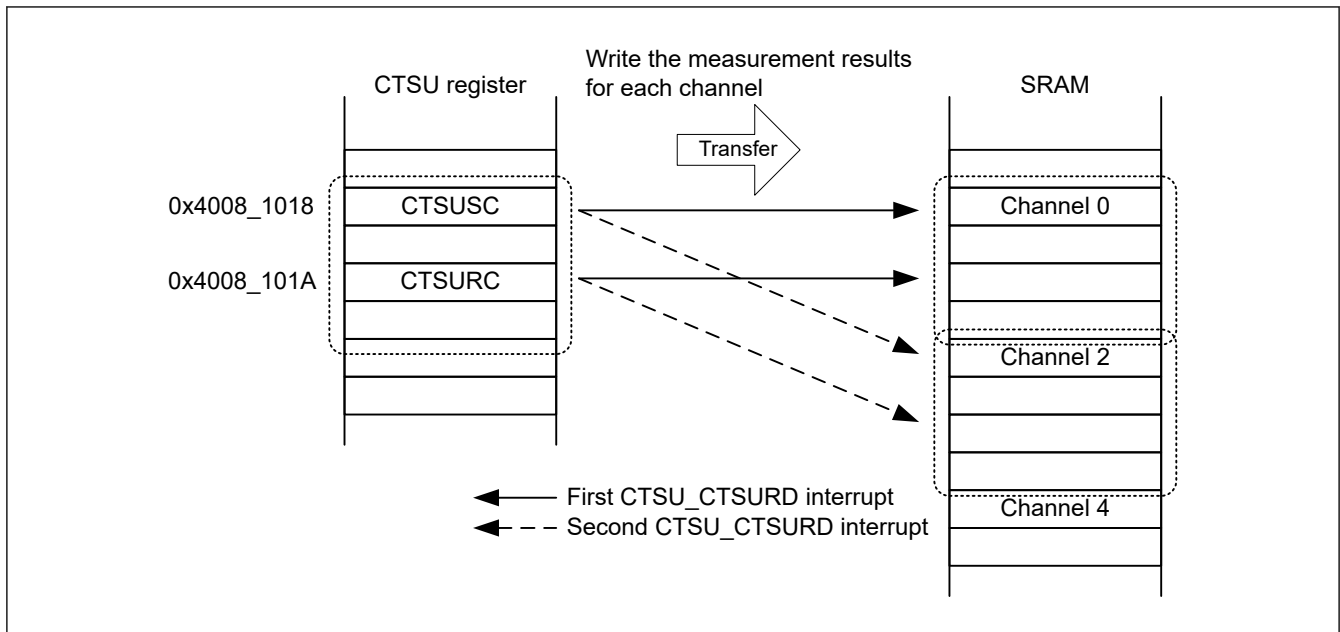 Write the measurement results
for each channel
CTSU register
SRAM
Transfer
0x4008_1018
CTSUSC
Channel 0
0x4008_101A
CTSURC
Channel 2
First CTSU_CTSURD interrupt
Second CTSU_CTSURD interrupt
Channel 4